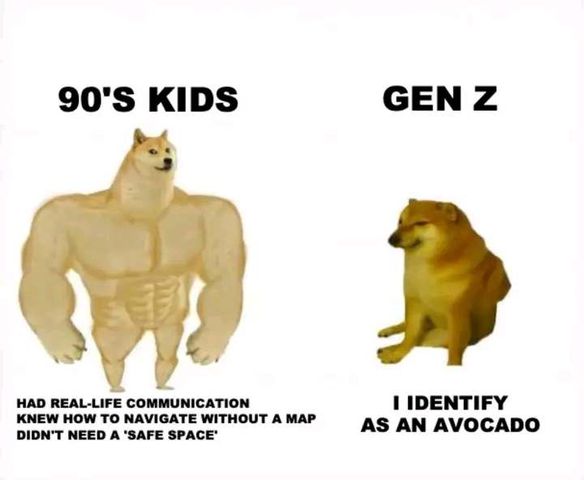 90'S KIDS
GEN Z
HAD REAL-LIFE COMMUNICATION
KNEW HOW TO NAVIGATE WITHOUT A MAP
DIDN'T NEED A 'SAFE SPACE'
I IDENTIFY
AS AN AVOCADO